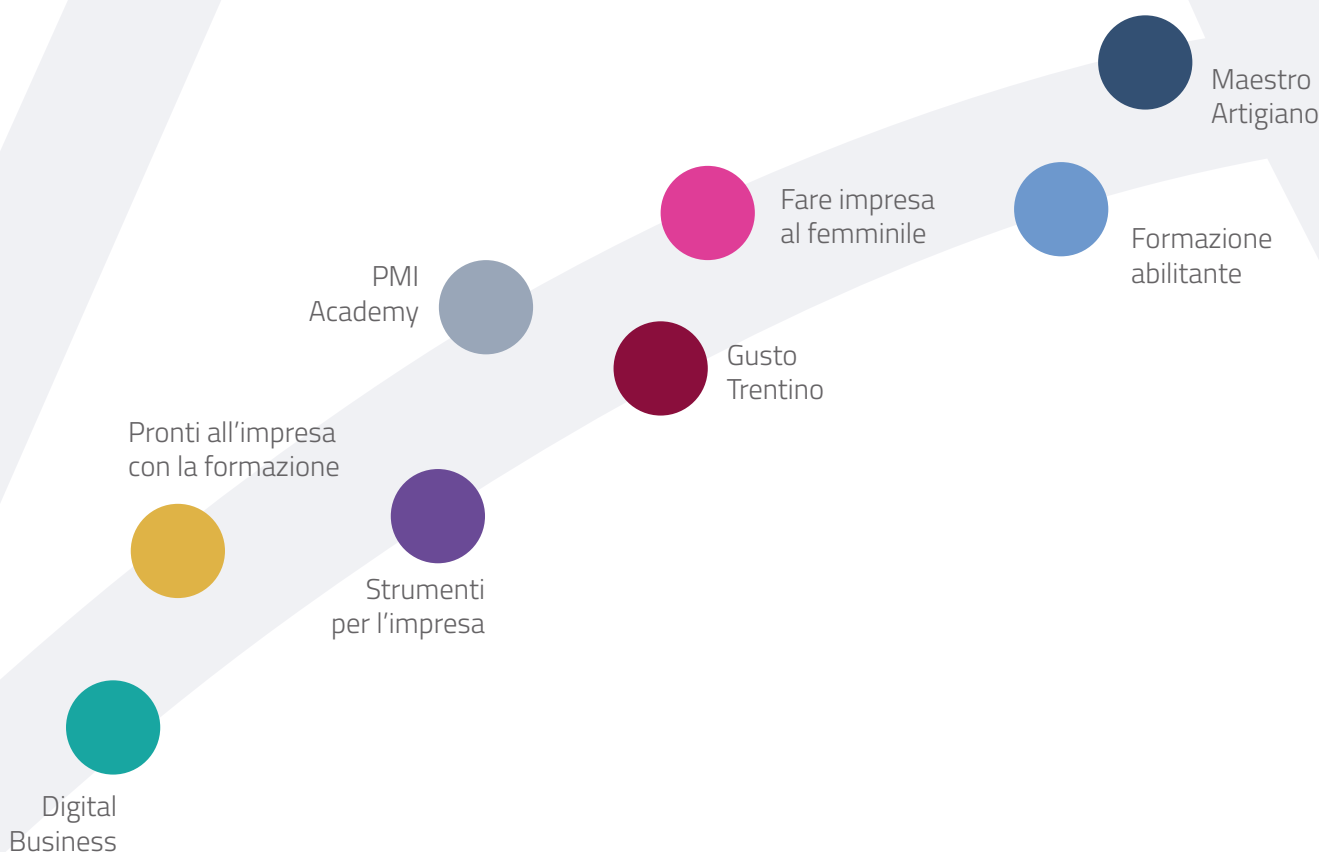 Maestro
Artigiano
Fare impresa
al femminile
Formazione
abilitante
PMI
Academy
Gusto
Trentino
Pronti all’impresa
con la formazione
Strumenti
per l’impresa
Digital
Business